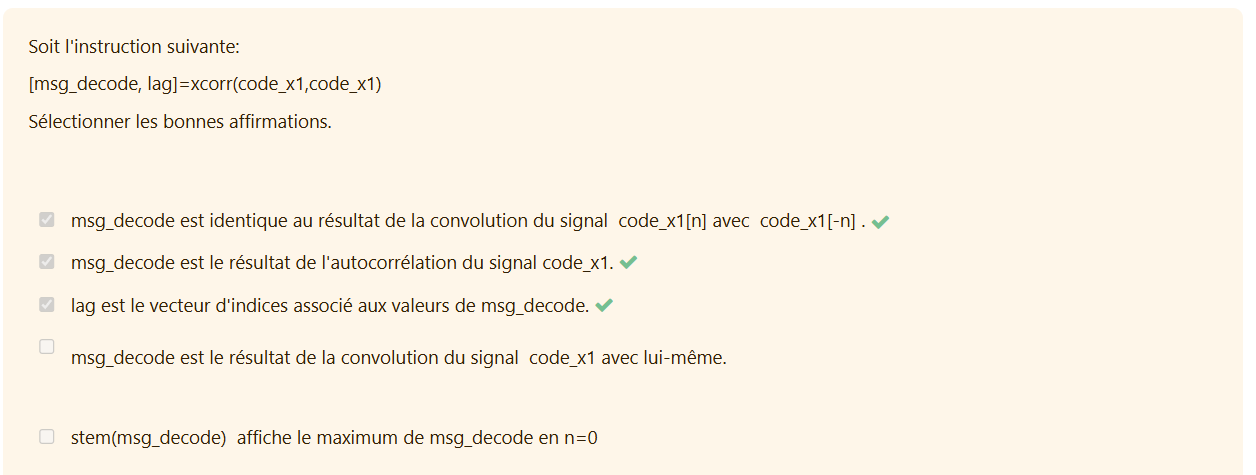 Soit l'instruction suivante:
[msg_decode, lag]=xcorr(code_x1,code_x1)
Sélectionner les bonnes affirmations.
msg_decode est identique au résultat de la convolution du signal  code_x1[n] avec  code_x1[-n] .
msg_decode est le résultat de l'autocorrélation du signal code_x1.
lag est le vecteur d'indices associé aux valeurs de msg_decode.
msg_decode est le résultat de la convolution du signal  code_x1 avec lui-même.
stem(msg_decode)  affiche le maximum de msg_decode en n=0